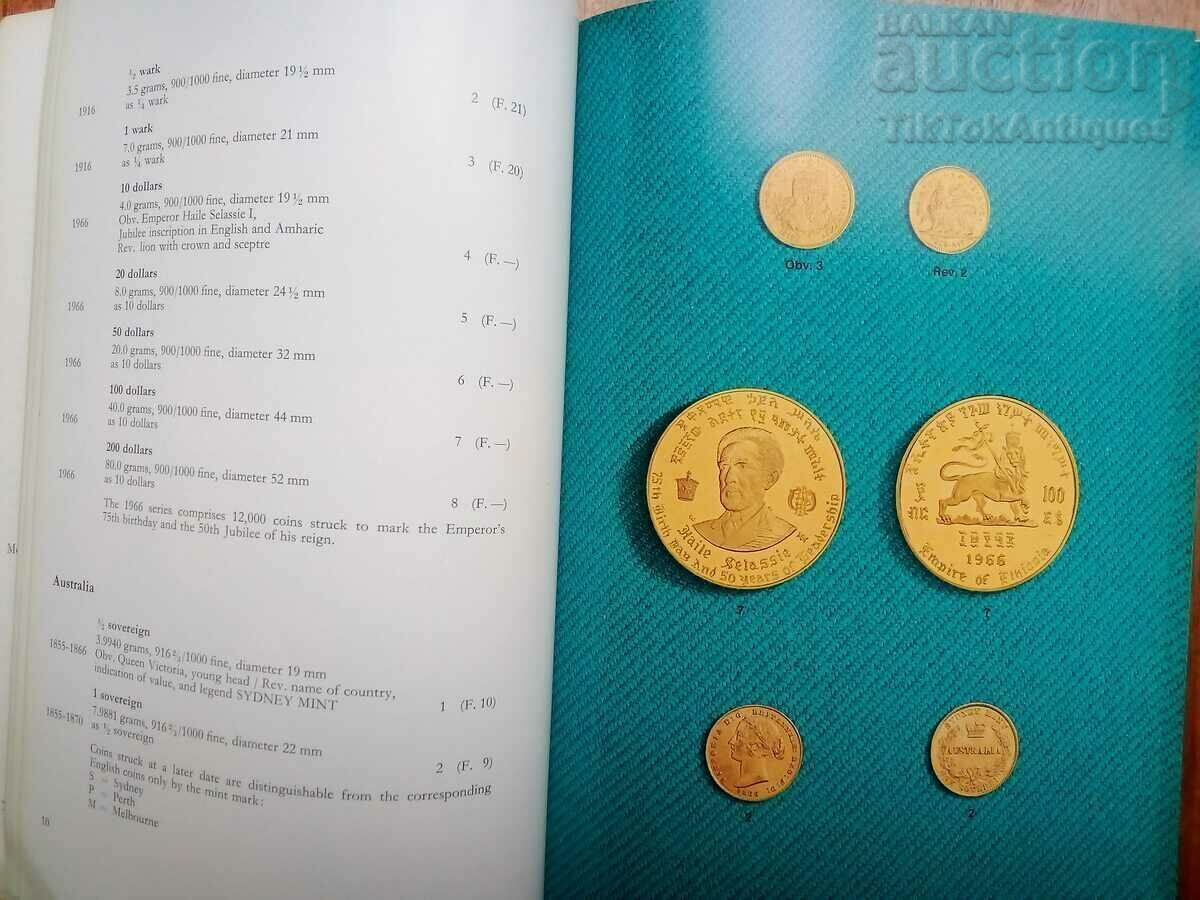 ½ wark
3.5 grams, 900/1000 fine, diameter 19½ mm
1916 as ¼ wark 2 (F. 21)
1 wark
7.0 grams, 900/1000 fine, diameter 21 mm
1916 as ¼ wark 3 (F. 20)
10 dollars
4.0 grams, 900/1000 fine, diameter 19½ mm
1966 Obv. Emperor Haile Selassie I,
Jubilee inscription in English and Amharic
Rev. lion with crown and sceptre 4 (F. —)
20 dollars
8.0 grams, 900/1000 fine, diameter 24½ mm
1966 as 10 dollars 5 (F. —)
50 dollars
20.0 grams, 900/1000 fine, diameter 32 mm
1966 as 10 dollars 6 (F. —)
100 dollars
40.0 grams, 900/1000 fine, diameter 44 mm
1966 as 10 dollars 7 (F. —)
200 dollars
80.0 grams, 900/1000 fine, diameter 52 mm
1966 as 10 dollars 8 (F. —)
The 1966 series comprises 12,000 coins struck to mark the Emperor's
75th birthday and the 50th Jubilee of his reign.
Australia
½ sovereign
3.9940 grams, 916⅔/1000 fine, diameter 19 mm
1855-1866 Obv. Queen Victoria, young head / Rev. name of country,
indication of value, and legend SYDNEY MINT 1 (F. 10)
1 sovereign
7.9881 grams, 916⅔/1000 fine, diameter 22 mm
1855-1870 as ½ sovereign 2 (F. 9)
Coins struck at a later date are distinguishable from the corresponding
English coins only by the mint mark:
S = Sydney
P = Perth
M = Melbourne
BALKAN
auction
TikTokAntiques
Obv. 3 Rev. 2
75th Birth Day And 50 Years of Leadership
Haile Selassie
100
1966
Empire of Ethiopia
7 7
SYDNEY MINT
AUSTRALIA
2 2